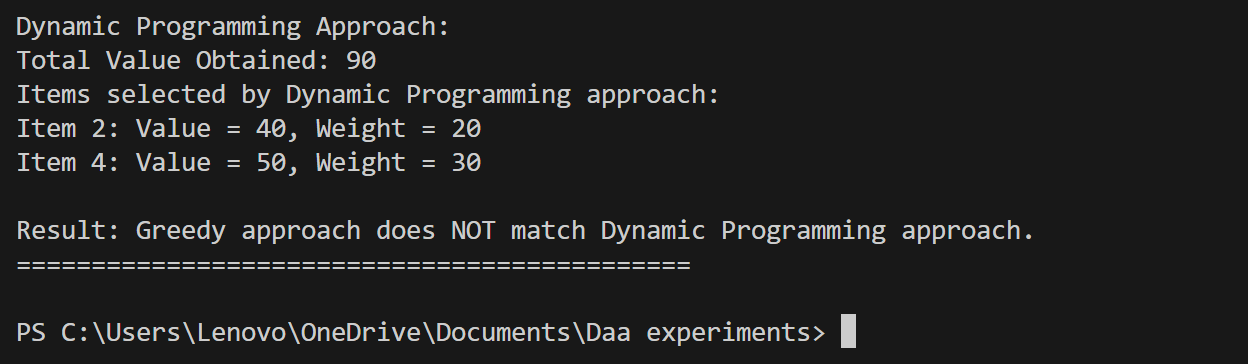 Dynamic Programming Approach:
Total Value Obtained: 90
Items selected by Dynamic Programming approach:
Item 2: Value = 40, Weight = 20
Item 4: Value = 50, Weight = 30
Result: Greedy approach does NOT match Dynamic Programming approach.
=============================================
PS C:\Users\Lenovo\OneDrive\Documents\Daa experiments>